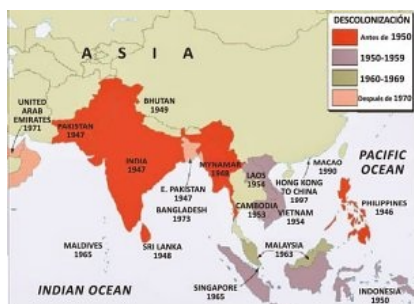 DESCOLONIZACIÓN
Antes de 1950
1950-1959
1960-1969
Después de 1970
A S I A
UNITED
ARAB
EMIRATES
1971
PAKISTAN
1947
BHUTAN
1949
INDIA
1947
MYNAMAR
1948
E. PAKISTAN
1947
BANGLADESH
1973
LAOS
1954
MACAO
1990
HONG KONG
TO CHINA
1997
PACIFIC
OCEAN
CAMBODIA
1953
VIETNAM
1954
PHILIPPINES
1946
MALDIVES
1965
SRI LANKA
1948
MALAYSIA
1963
SINGAPORE
1965
INDONESIA
1950
INDIAN OCEAN